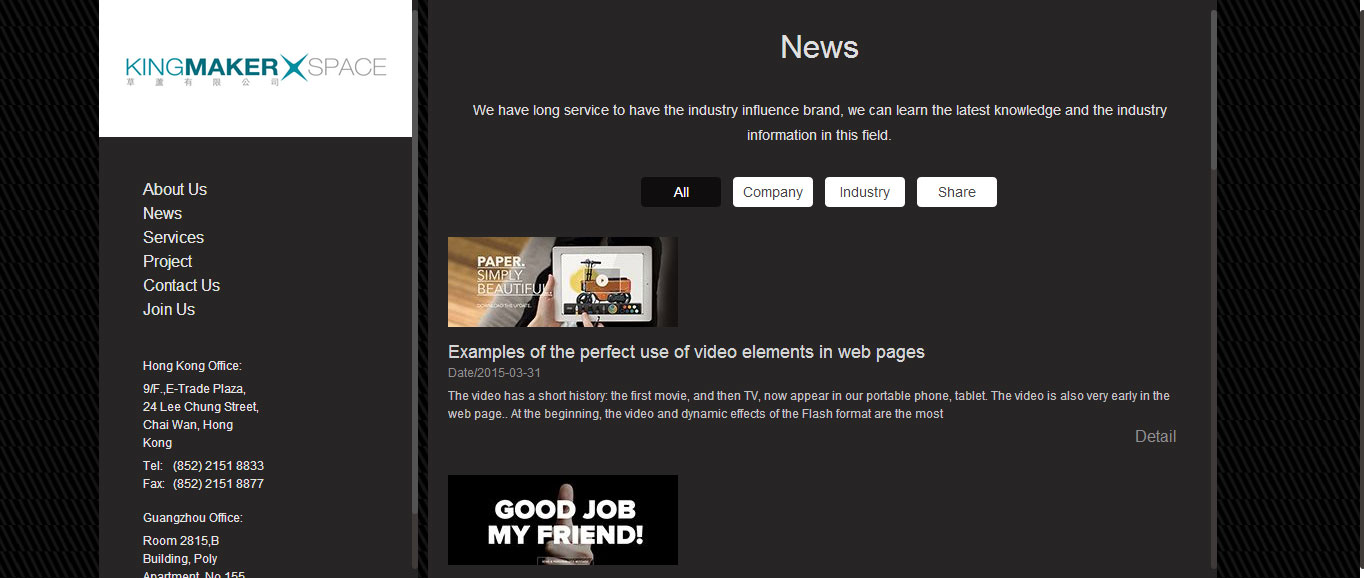 KINGMAKER XSPACE
草蘆有限公司
About Us
News
Services
Project
Contact Us
Join Us
Hong Kong Office:
9/F.,E-Trade Plaza,
24 Lee Chung Street,
Chai Wan, Hong
Kong
Tel: (852) 2151 8833
Fax: (852) 2151 8877
Guangzhou Office:
Room 2815,B
Building, Poly
Apartment, No.155
News
We have long service to have the industry influence brand, we can learn the latest knowledge and the industry
information in this field.
All
Company
Industry
Share
PAPER.
SIMPLY
BEAUTIFUL.
DOWNLOAD THE UPDATE.
Examples of the perfect use of video elements in web pages
Date/2015-03-31
The video has a short history: the first movie, and then TV, now appear in our portable phone, tablet. The video is also very early in the
web page.. At the beginning, the video and dynamic effects of the Flash format are the most
Detail
GOOD JOB
MY FRIEND!